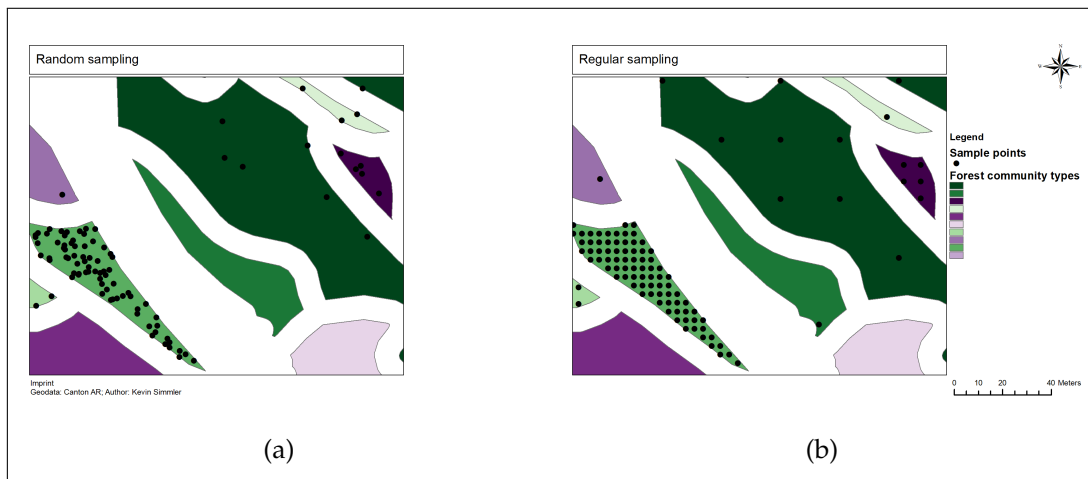 Random sampling
Regular sampling
N
W
E
S
Legend
Sample points
Forest community types
Imprint
Geodata: Canton AR; Author: Kevin Simmler
0 10 20 40 Meters
(a)
(b)